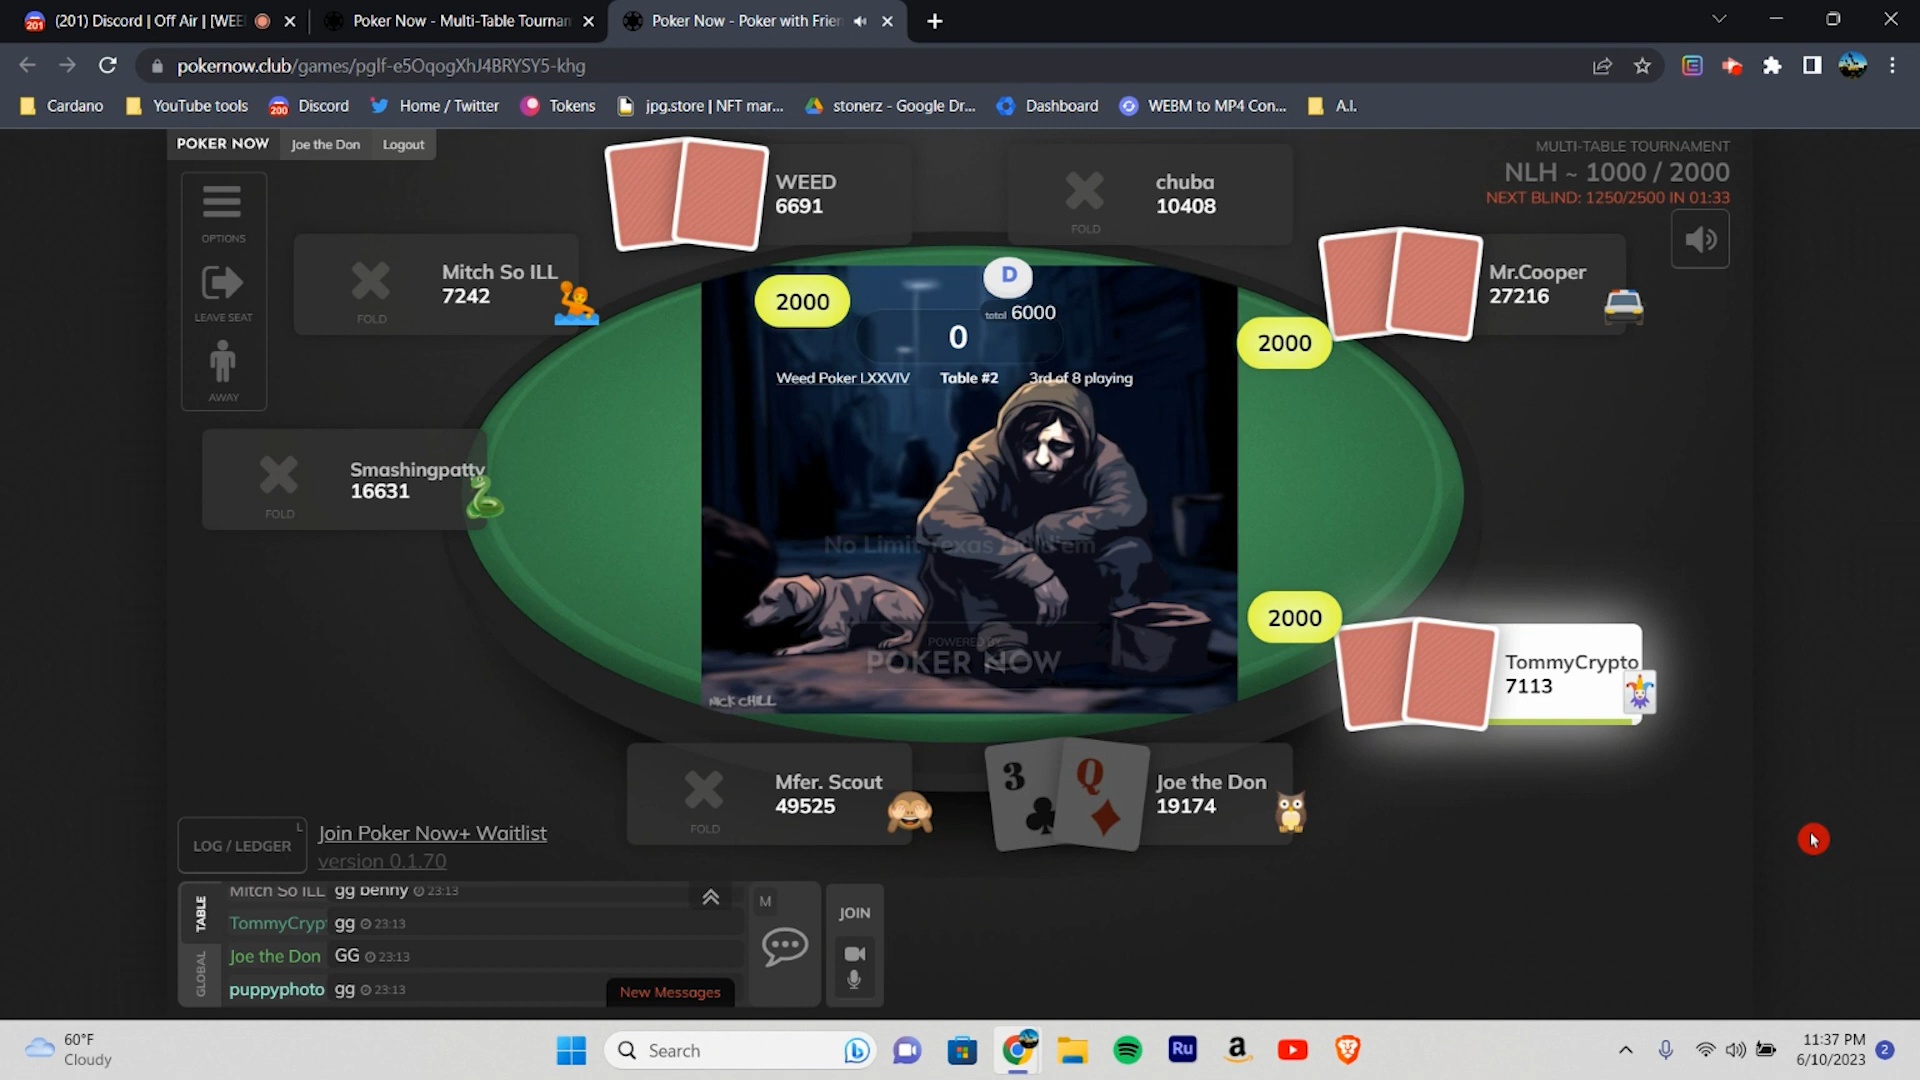 (201) Discord | Off Air | [WEE
Poker Now - Multi-Table Tournam
Poker Now - Poker with Frien
pokernow.club/games/pglf-e5OqogXhJ4BRYSY5-khg
Cardano
YouTube tools
Discord
Home / Twitter
Tokens
jpg.store | NFT mar...
stonerz - Google Dr...
Dashboard
WEBM to MP4 Con...
A.I.
POKER NOW
Joe the Don
Logout
MULTI-TABLE TOURNAMENT
NLH ~ 1000 / 2000
NEXT BLIND: 1250/2500 IN 01:33
OPTIONS
LEAVE SEAT
AWAY
WEED
6691
chuba
10408
FOLD
Mitch So ILL
7242
FOLD
Mr.Cooper
27216
2000
D
total 6000
0
2000
Weed Poker LXXVIV
Table #2
3rd of 8 playing
Smashingpatty
16631
FOLD
No Limit Texas Hold'em
POWERED BY
POKER NOW
NICK CHILL
2000
TommyCrypto
7113
Mfer. Scout
49525
FOLD
3
Q
Joe the Don
19174
LOG / LEDGER
L
Join Poker Now+ Waitlist
version 0.1.70
TABLE
GLOBAL
Mitch So ILL gg benny 23:13
TommyCryp gg 23:13
Joe the Don GG 23:13
puppyphoto gg 23:13
New Messages
M
JOIN
60°F
Cloudy
Search
Ru
a
11:37 PM
6/10/2023
2